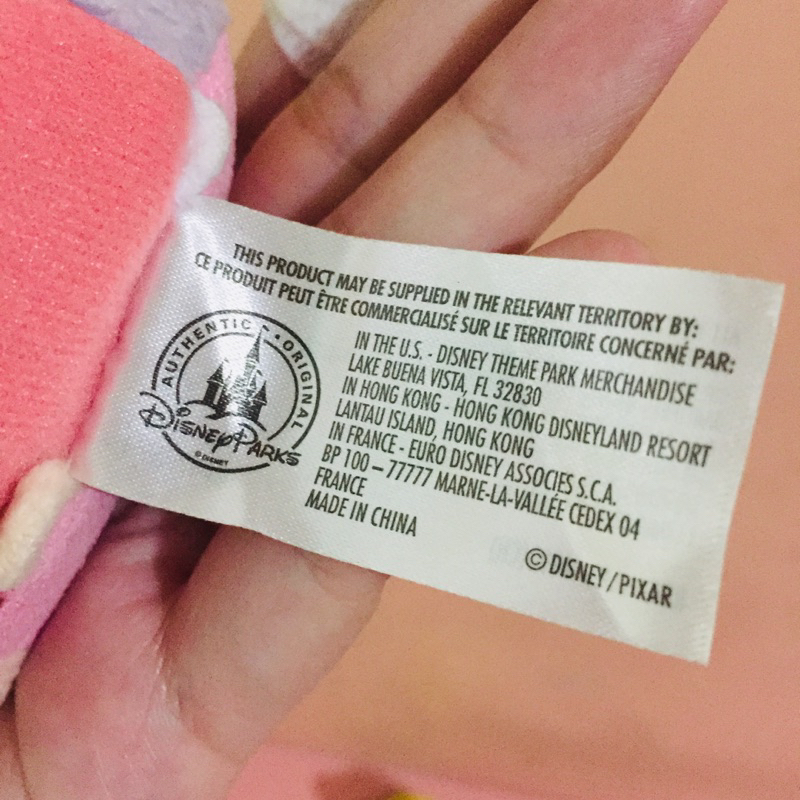 THIS PRODUCT MAY BE SUPPLIED IN THE RELEVANT TERRITORY BY:
CE PRODUIT PEUT ÊTRE COMMERCIALISÉ SUR LE TERRITOIRE CONCERNÉ PAR:
AUTHENTIC • ORIGINAL
DISNEY PARKS
© DISNEY
IN THE U.S. - DISNEY THEME PARK MERCHANDISE
LAKE BUENA VISTA, FL 32830
IN HONG KONG - HONG KONG DISNEYLAND RESORT
LANTAU ISLAND, HONG KONG
IN FRANCE - EURO DISNEY ASSOCIES S.C.A.
BP 100 – 77777 MARNE-LA-VALLÉE CEDEX 04
FRANCE
MADE IN CHINA
© DISNEY/PIXAR